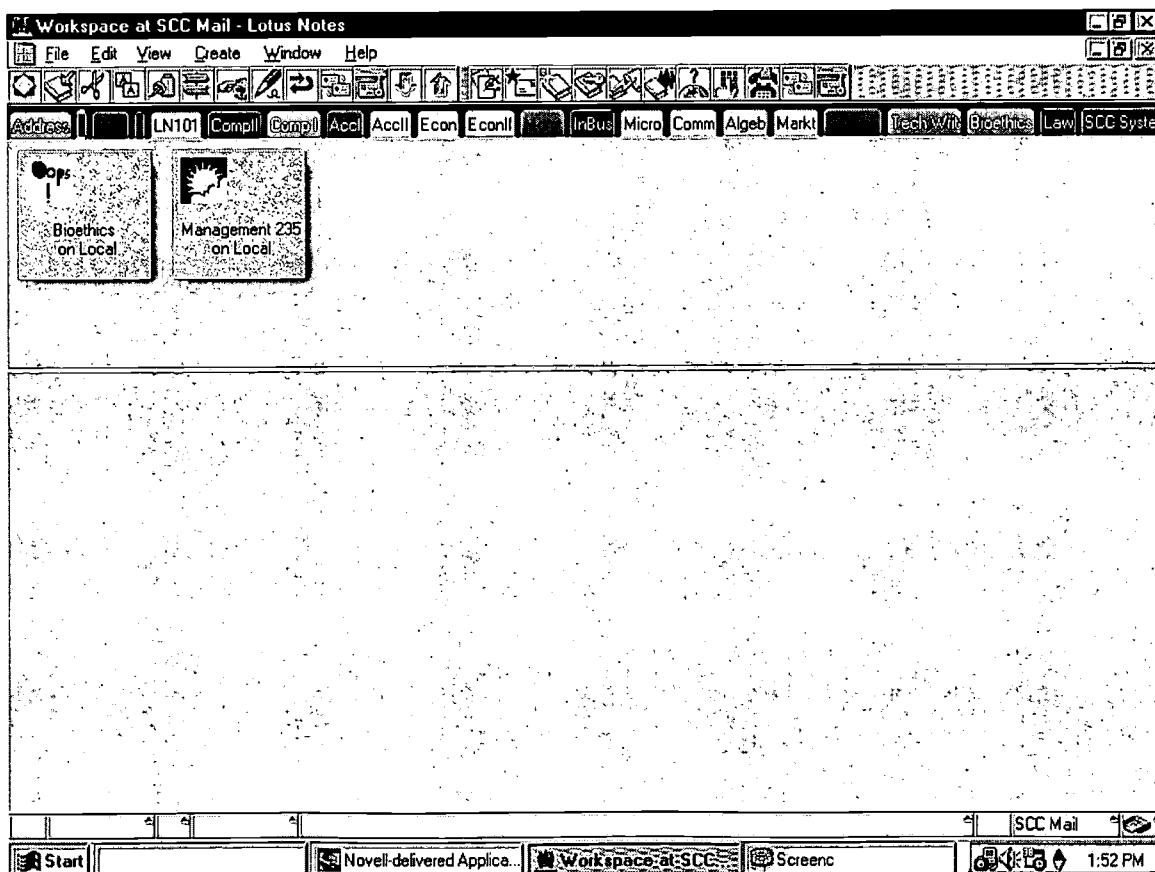 Workspace at SCC Mail - Lotus Notes
File Edit View Create Window Help
Address LN101 CompII CompI AccI AccII Econ EconII InBus Micro Comm Algeb Markt Tech Writ Bioethics Law SCC Syste
Oops
!
Bioethics
on Local
Management 235
on Local
SCC Mail
Start Novell-delivered Applica... Workspace at SCC Screenc 1:52 PM